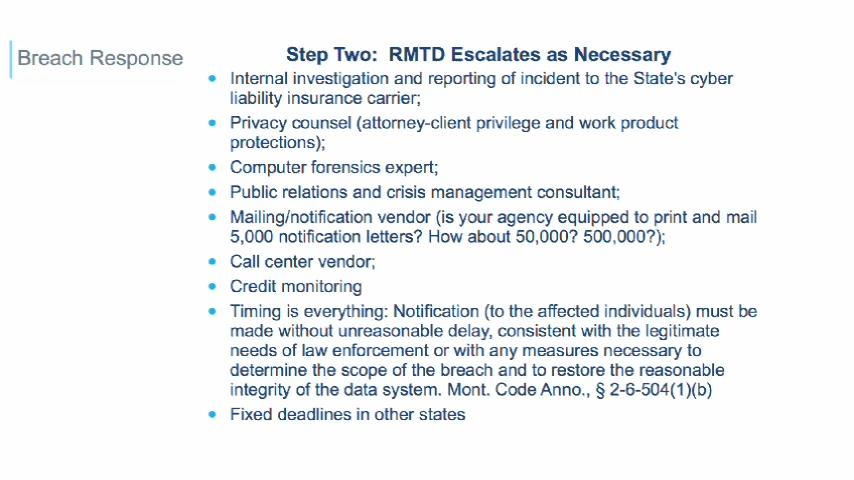 Breach Response
Step Two: RMTD Escalates as Necessary
• Internal investigation and reporting of incident to the State's cyber
liability insurance carrier;
• Privacy counsel (attorney-client privilege and work product
protections);
• Computer forensics expert;
• Public relations and crisis management consultant;
• Mailing/notification vendor (is your agency equipped to print and mail
5,000 notification letters? How about 50,000? 500,000?);
• Call center vendor;
• Credit monitoring
• Timing is everything: Notification (to the affected individuals) must be
made without unreasonable delay, consistent with the legitimate
needs of law enforcement or with any measures necessary to
determine the scope of the breach and to restore the reasonable
integrity of the data system. Mont. Code Anno., § 2-6-504(1)(b)
• Fixed deadlines in other states